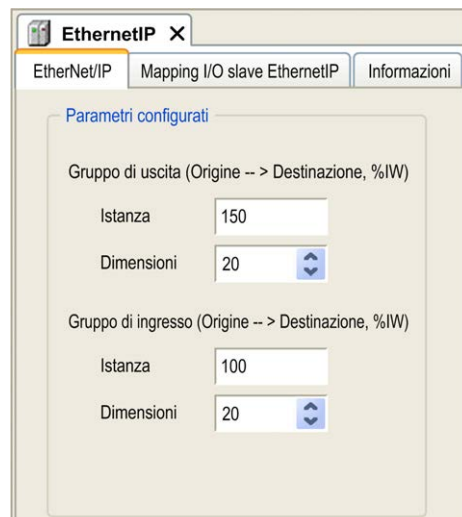 EthernetIP X
EtherNet/IP Mapping I/O slave EthernetIP Informazioni
Parametri configurati
Gruppo di uscita (Origine -- > Destinazione, %IW)
Istanza 150
Dimensioni 20
Gruppo di ingresso (Origine -- > Destinazione, %IW)
Istanza 100
Dimensioni 20